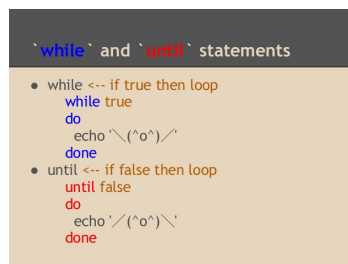 `while` and `until` statements
● while <-- if true then loop
while true
do
echo '＼(^o^)／'
done
● until <-- if false then loop
until false
do
echo '／(^o^)＼'
done